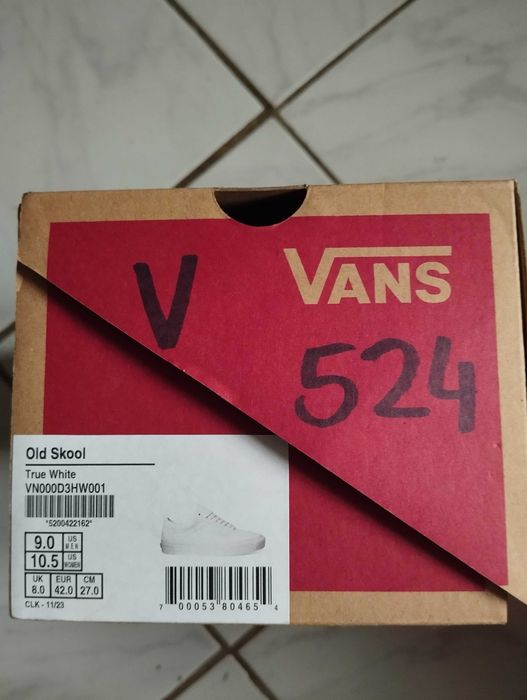 V
VANS
524
Old Skool
True White
VN000D3HW001
*5200422162*
9.0 US MEN
10.5 US WOMEN
UK EUR CM
8.0 42.0 27.0
CLK - 11/23
7 00053 80465 4